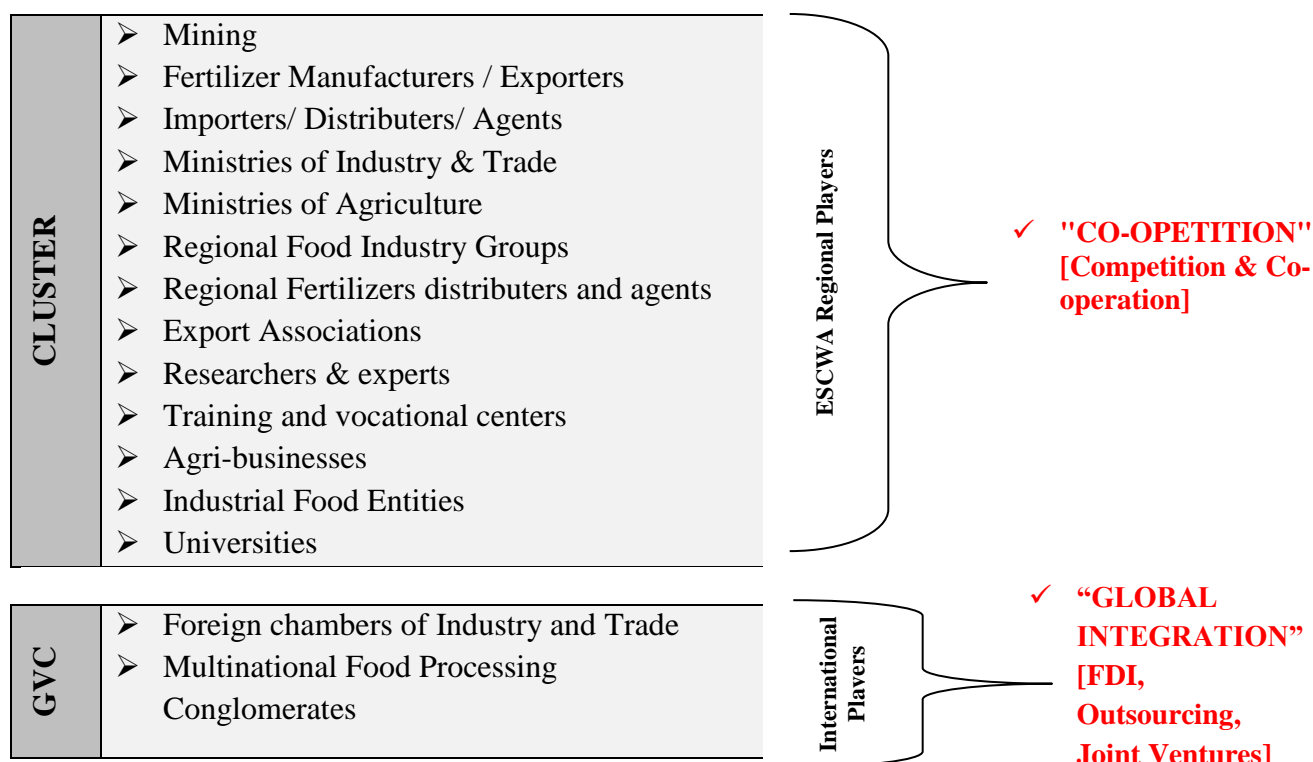 CLUSTER
➢ Mining
➢ Fertilizer Manufacturers / Exporters
➢ Importers/ Distributers/ Agents
➢ Ministries of Industry & Trade
➢ Ministries of Agriculture
➢ Regional Food Industry Groups
➢ Regional Fertilizers distributers and agents
➢ Export Associations
➢ Researchers & experts
➢ Training and vocational centers
➢ Agri-businesses
➢ Industrial Food Entities
➢ Universities
ESCWA Regional Players
✓ "CO-OPETITION"
[Competition & Co-
operation]
GVC
➢ Foreign chambers of Industry and Trade
➢ Multinational Food Processing
Conglomerates
International
Players
✓ “GLOBAL
INTEGRATION”
[FDI,
Outsourcing,
Joint Ventures]